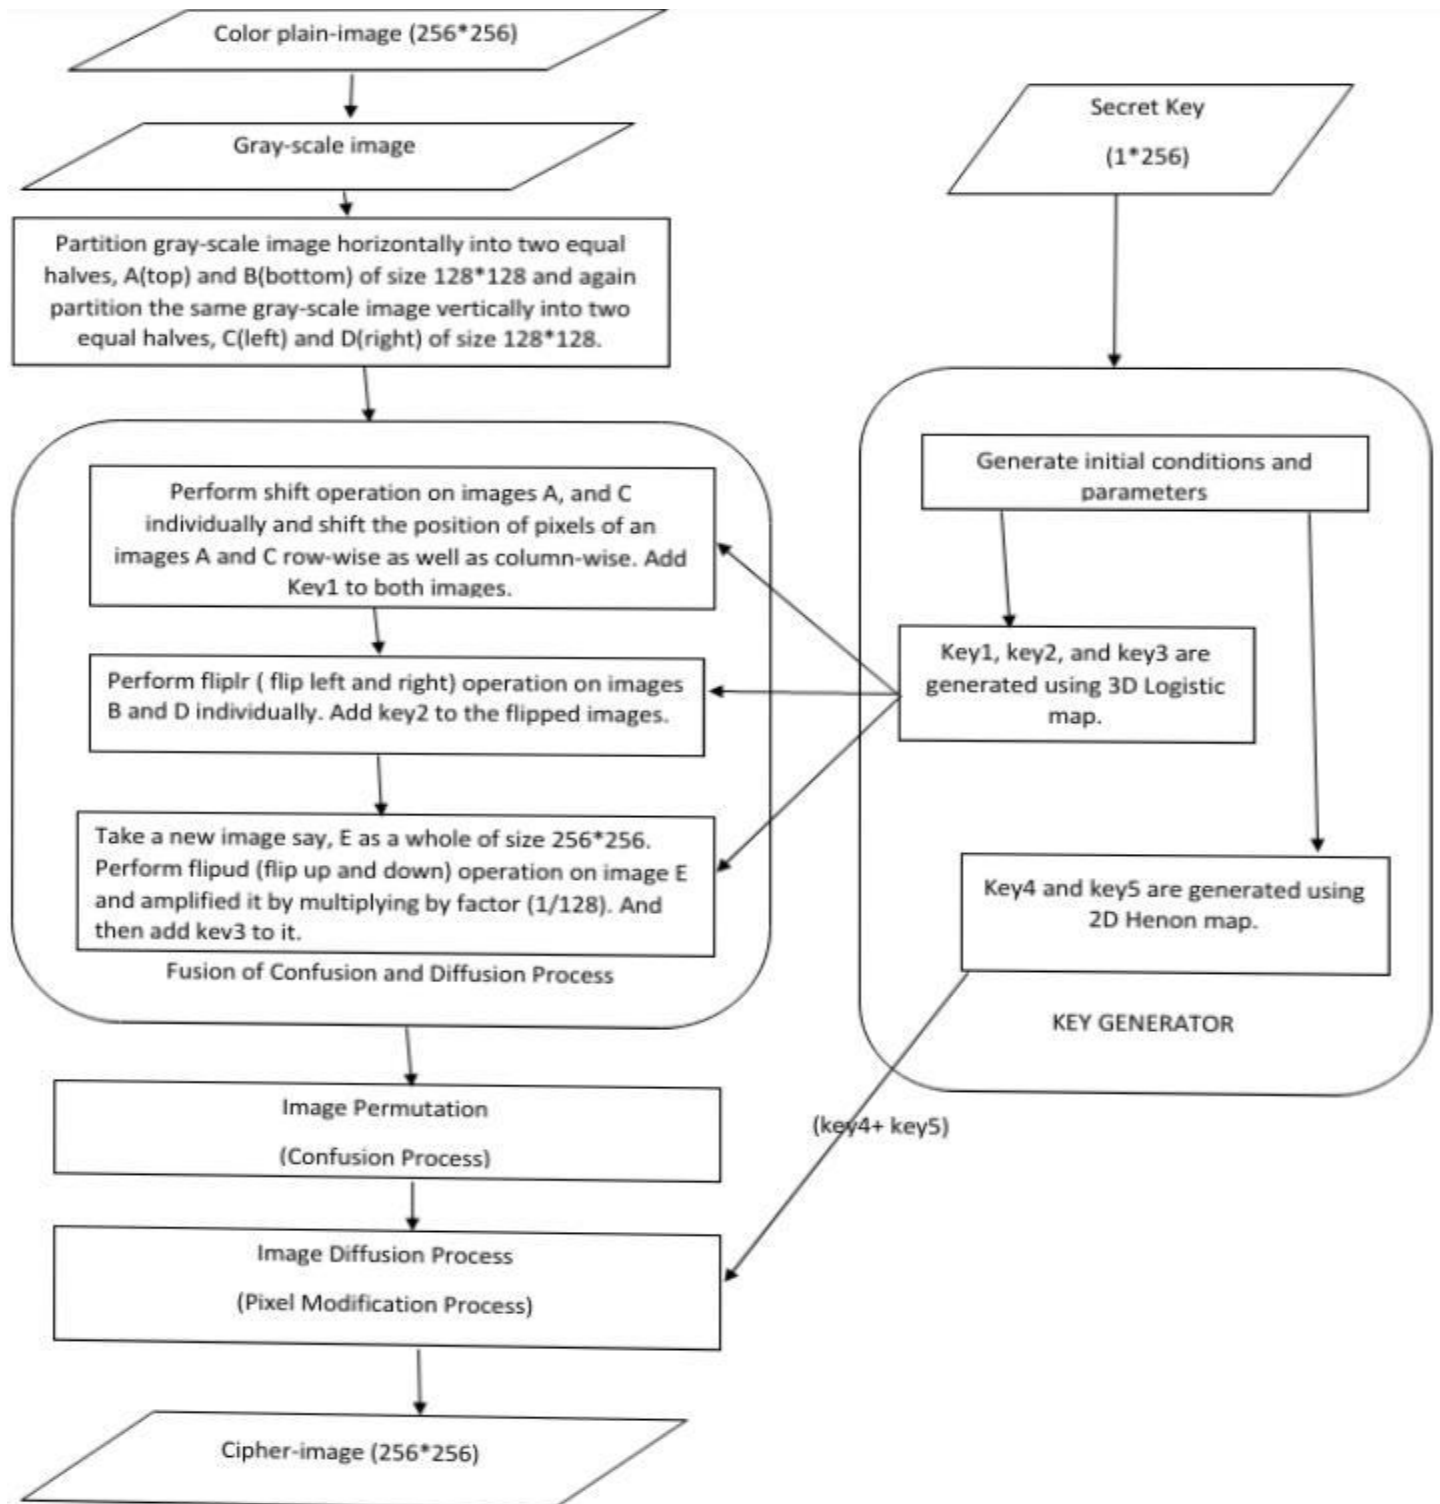 Color plain-image (256*256)
Gray-scale image
Partition gray-scale image horizontally into two equal
halves, A(top) and B(bottom) of size 128*128 and again
partition the same gray-scale image vertically into two
equal halves, C(left) and D(right) of size 128*128.
Perform shift operation on images A, and C
individually and shift the position of pixels of an
images A and C row-wise as well as column-wise. Add
Key1 to both images.
Perform fliplr ( flip left and right) operation on images
B and D individually. Add key2 to the flipped images.
Take a new image say, E as a whole of size 256*256.
Perform flipud (flip up and down) operation on image E
and amplified it by multiplying by factor (1/128). And
then add key3 to it.
Fusion of Confusion and Diffusion Process
Image Permutation
(Confusion Process)
Image Diffusion Process
(Pixel Modification Process)
Cipher-image (256*256)
Secret Key
(1*256)
Generate initial conditions and
parameters
Key1, key2, and key3 are
generated using 3D Logistic
map.
Key4 and key5 are generated using
2D Henon map.
KEY GENERATOR
(key4+ key5)